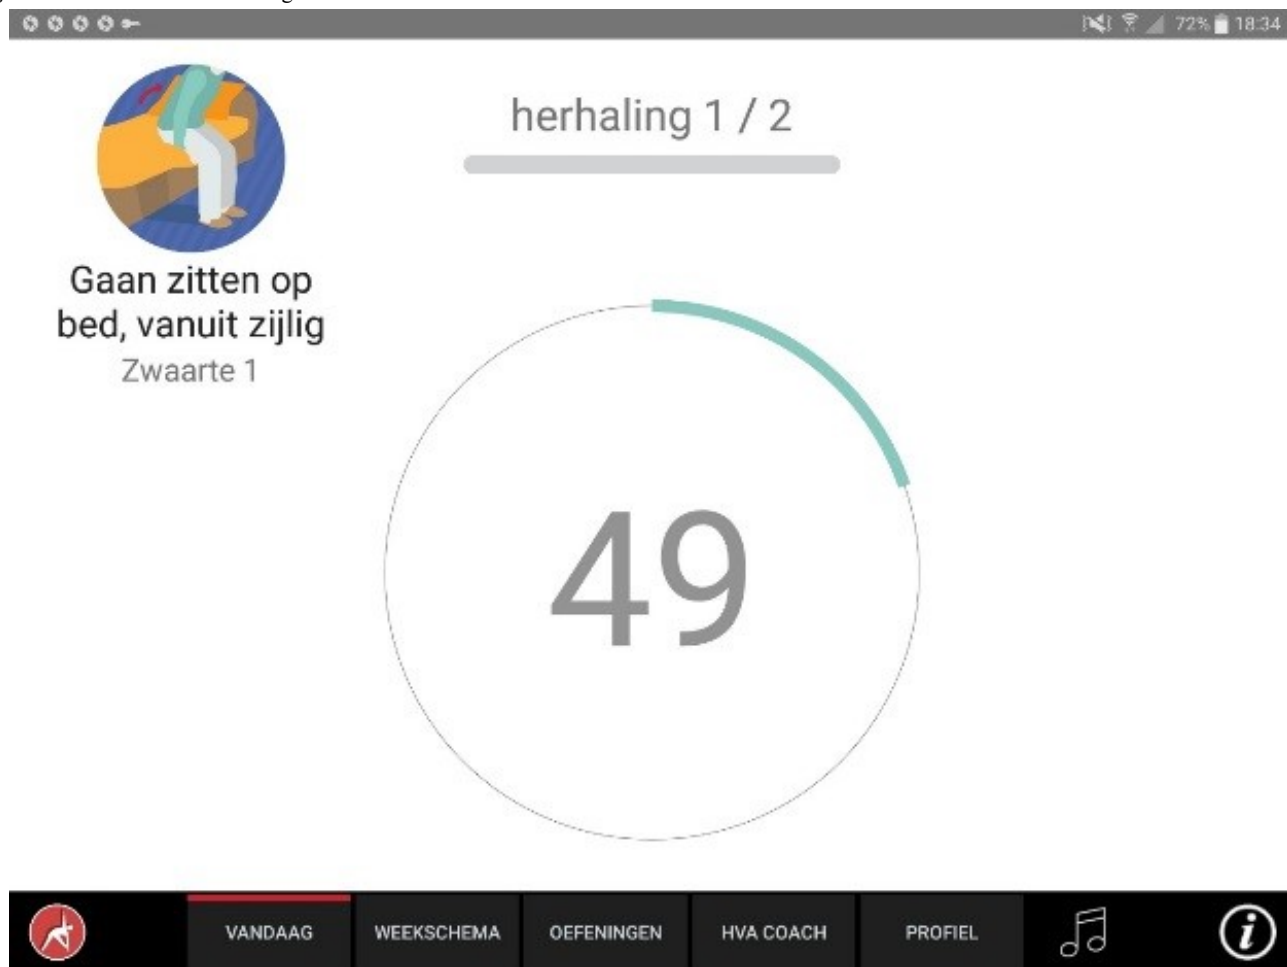 72% 18:34
herhaling 1 / 2
Gaan zitten op
bed, vanuit zijlig
Zwaarte 1
49
VANDAAG
WEEKSCHEMA
OEFENINGEN
HVA COACH
PROFIEL
i